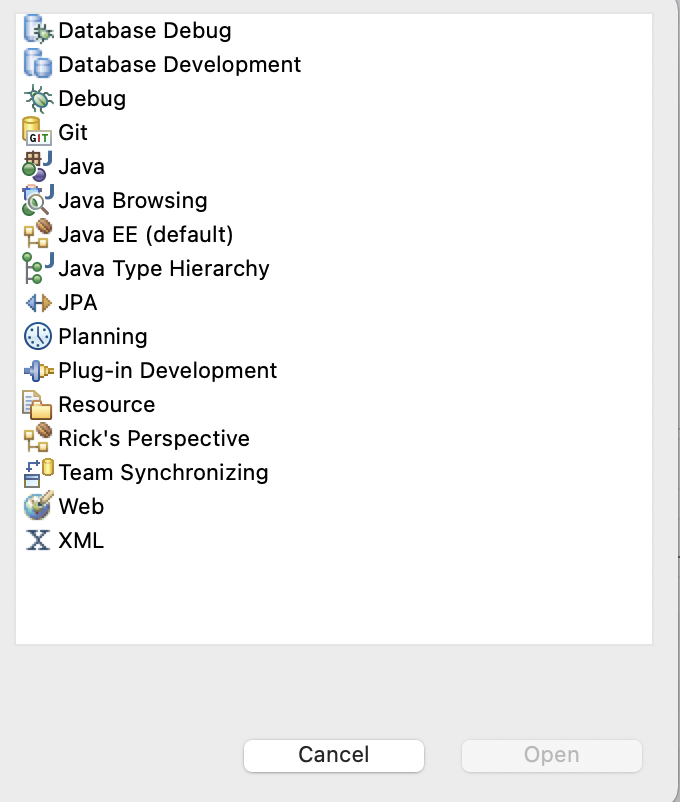 Database Debug
Database Development
Debug
GIT Git
Java
Java Browsing
Java EE (default)
Java Type Hierarchy
JPA
Planning
Plug-in Development
Resource
Rick's Perspective
Team Synchronizing
Web
XML
Cancel Open